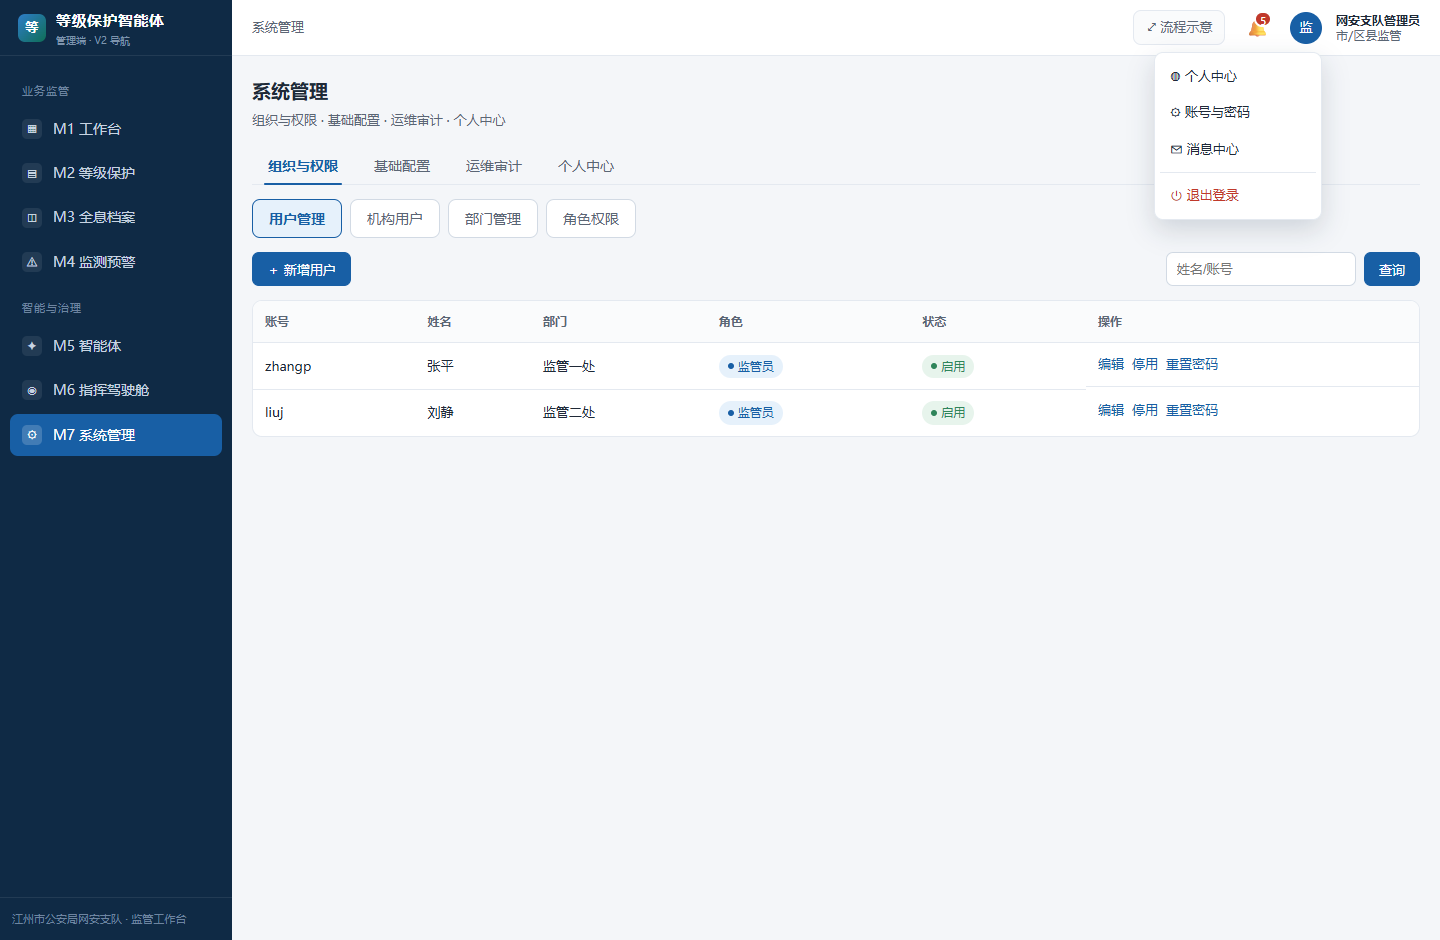 等
等级保护智能体
管理端 · V2 导航
业务监管
M1 工作台
M2 等级保护
M3 全息档案
M4 监测预警
智能与治理
M5 智能体
M6 指挥驾驶舱
M7 系统管理
江州市公安局网安支队 · 监管工作台
系统管理
流程示意
5
监
网安支队管理员
市/区县监管
个人中心
账号与密码
消息中心
退出登录
系统管理
组织与权限 · 基础配置 · 运维审计 · 个人中心
组织与权限 基础配置 运维审计 个人中心
用户管理 机构用户 部门管理 角色权限
+ 新增用户 姓名/账号 查询
账号 姓名 部门 角色 状态 操作
zhangp 张平 监管一处 监管员 启用 编辑 停用 重置密码
liuj 刘静 监管二处 监管员 启用 编辑 停用 重置密码